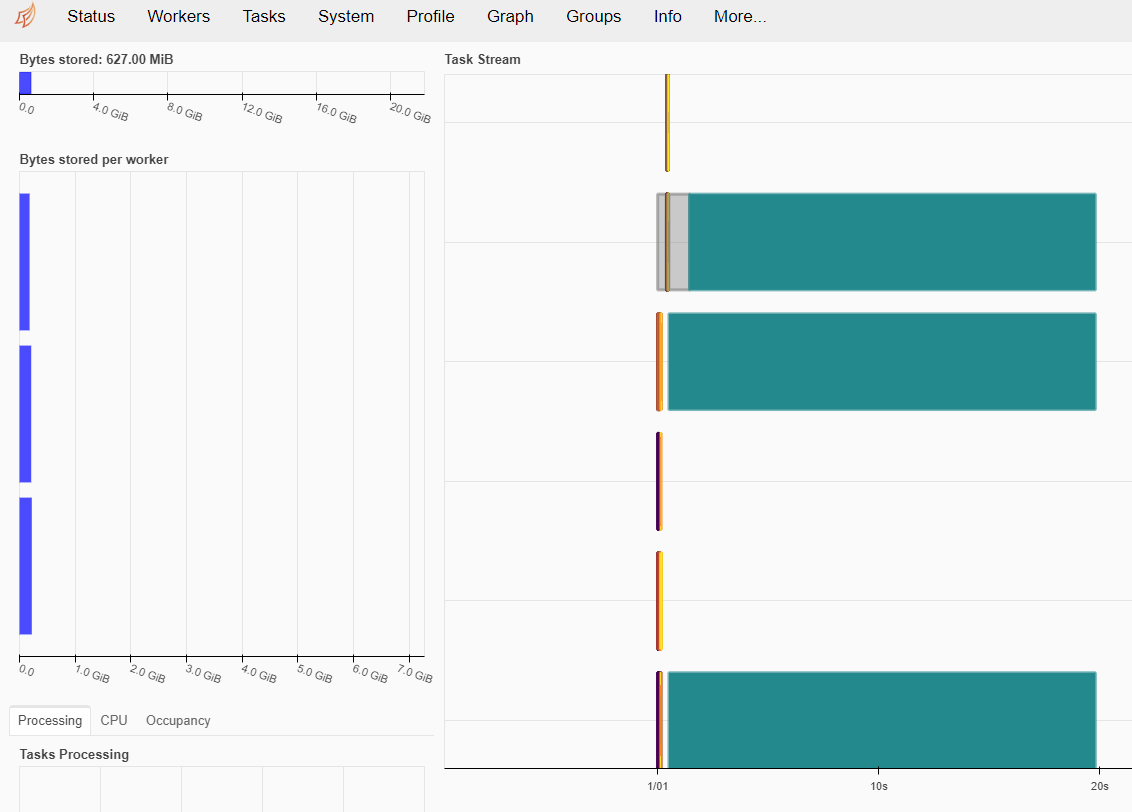 Status Workers Tasks System Profile Graph Groups Info More...
Bytes stored: 627.00 MiB
0.0 4.0 GiB 8.0 GiB 12.0 GiB 16.0 GiB 20.0 GiB
Bytes stored per worker
0.0 1.0 GiB 2.0 GiB 3.0 GiB 4.0 GiB 5.0 GiB 6.0 GiB 7.0 GiB
Processing CPU Occupancy
Tasks Processing
Task Stream
1/01 10s 20s